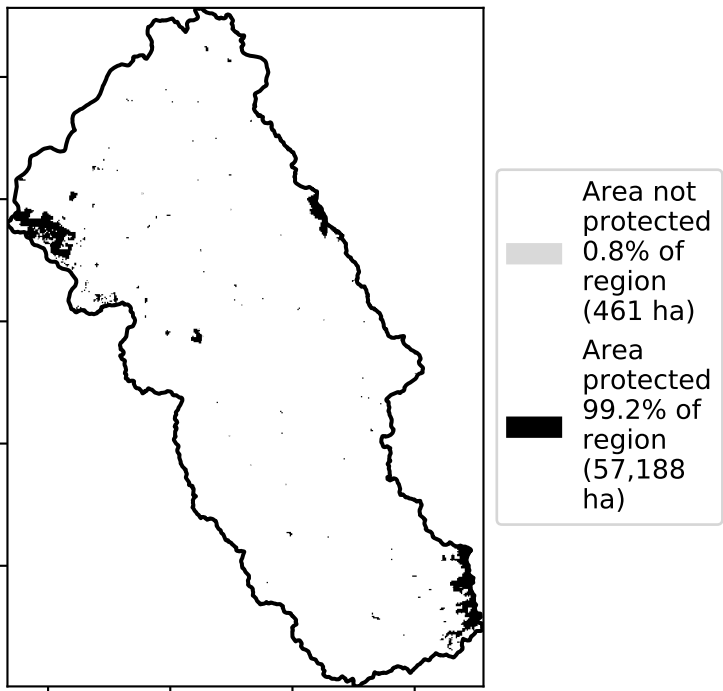 Area not
protected
0.8% of
region
(461 ha)
Area
protected
99.2% of
region
(57,188
ha)